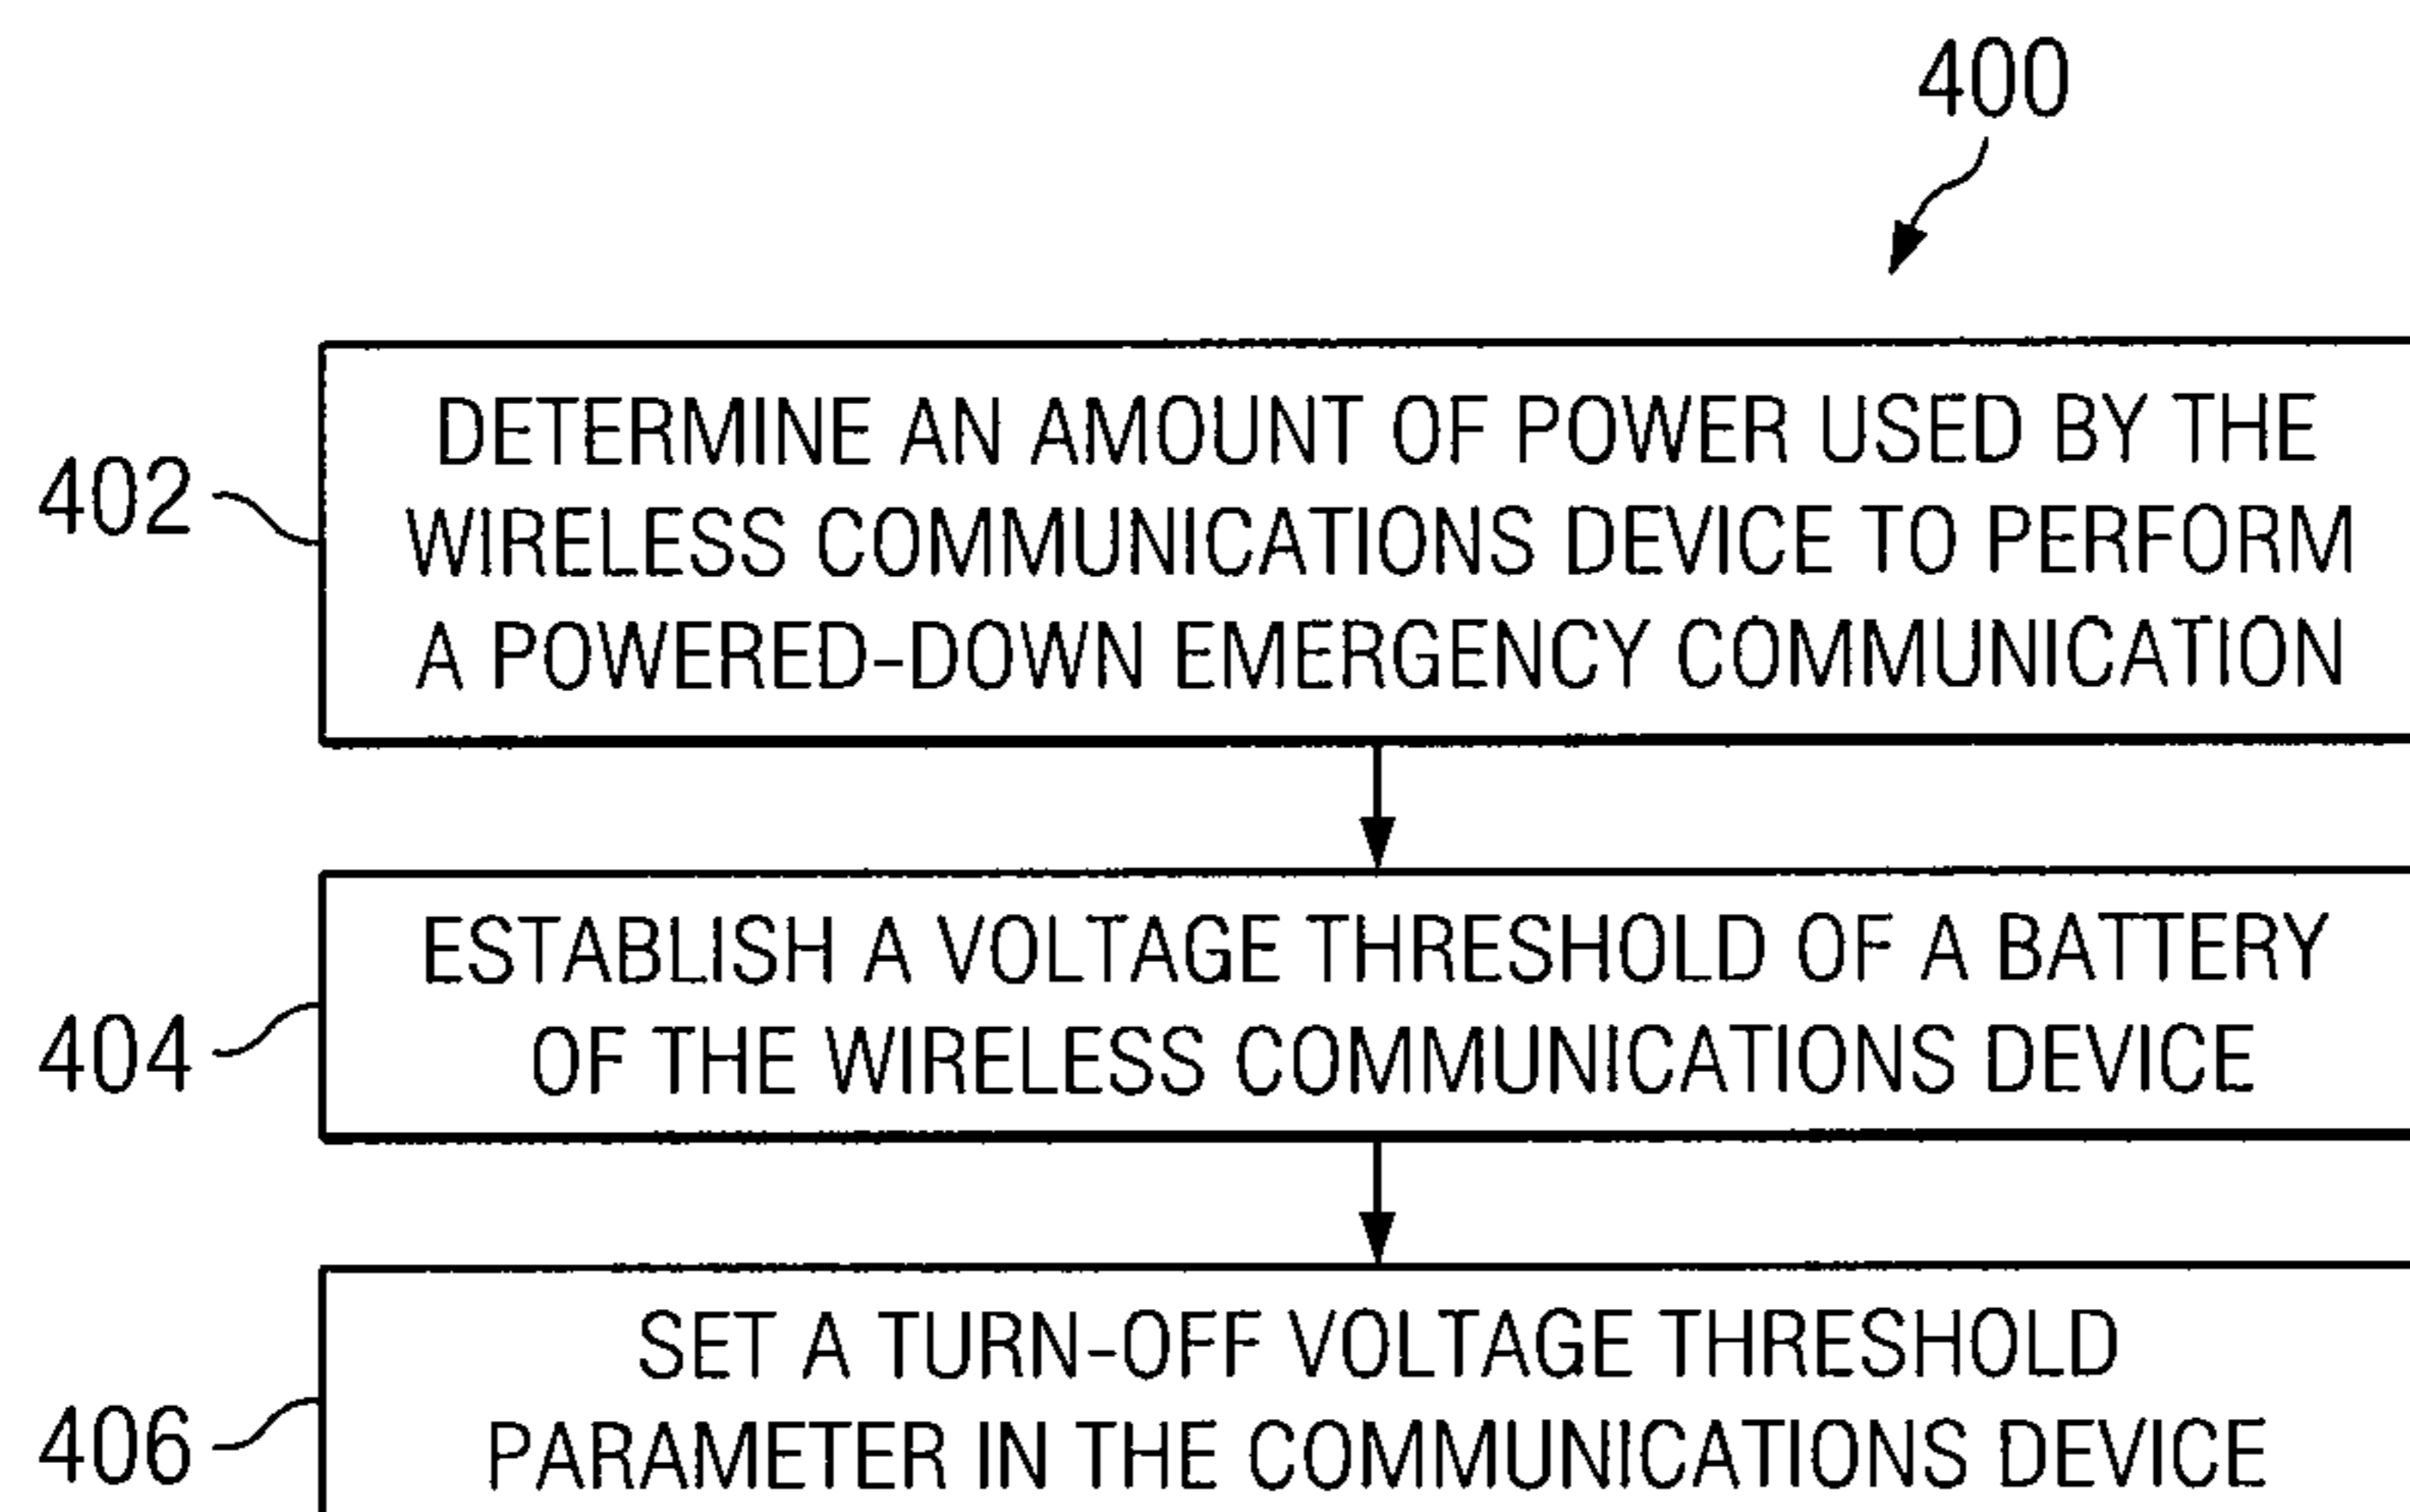 400
402
DETERMINE AN AMOUNT OF POWER USED BY THE
WIRELESS COMMUNICATIONS DEVICE TO PERFORM
A POWERED-DOWN EMERGENCY COMMUNICATION
404
ESTABLISH A VOLTAGE THRESHOLD OF A BATTERY
OF THE WIRELESS COMMUNICATIONS DEVICE
406
SET A TURN-OFF VOLTAGE THRESHOLD
PARAMETER IN THE COMMUNICATIONS DEVICE